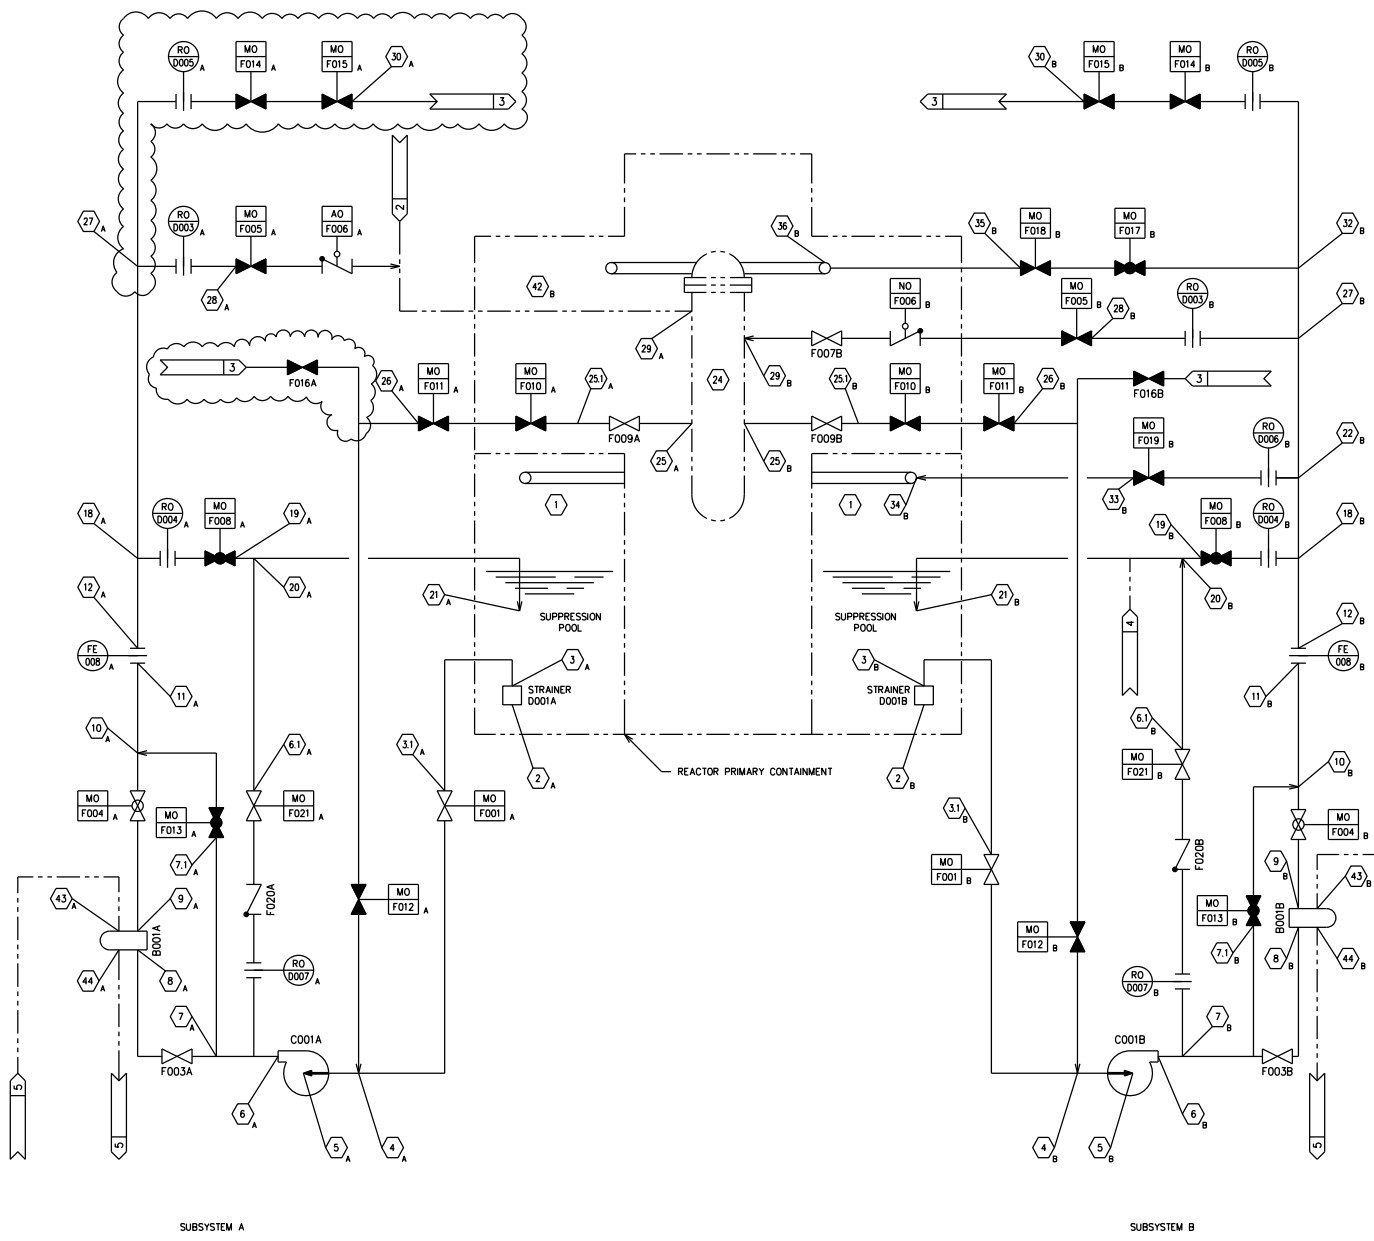 RO
D005
A
MO
F014
A
MO
F015
A
30
A
3
30
B
MO
F015
B
MO
F014
B
RO
D005
B
3
2
27
A
RO
D003
A
MO
F005
A
AO
F006
A
28
A
36
B
35
B
MO
F018
B
MO
F017
B
32
B
42
B
NO
F006
B
MO
F005
B
28
B
RO
D003
B
27
B
29
A
F007B
29
B
3
F016A
26
A
MO
F011
A
MO
F010
A
25.1
A
24
25.1
B
MO
F010
B
MO
F011
B
26
B
F016B
3
F009A
25
A
25
B
F009B
MO
F019
B
RO
D006
B
22
B
1
1
34
B
33
B
18
A
RO
D004
A
MO
F008
A
19
A
19
B
MO
F008
B
RO
D004
B
18
B
12
A
20
A
21
A
SUPPRESSION
POOL
SUPPRESSION
POOL
21
B
20
B
4
12
B
FE
008
A
FE
008
B
11
A
3
A
STRAINER
D001A
3
B
STRAINER
D001B
11
B
10
A
6.1
A
3.1
A
2
A
REACTOR PRIMARY CONTAINMENT
2
B
6.1
B
MO
F021
B
10
B
MO
F004
A
MO
F013
A
MO
F021
A
MO
F001
A
3.1
B
MO
F004
B
7.1
A
MO
F001
B
F020B
9
B
43
B
43
A
9
A
F020A
MO
F012
A
MO
F013
B
B001B
B001A
MO
F012
B
7.1
B
8
B
44
B
44
A
8
A
RO
D007
A
RO
D007
B
7
A
C001A
C001B
7
B
F003A
F003B
5
5
6
A
5
A
4
A
4
B
5
B
6
B
5
SUBSYSTEM A
SUBSYSTEM B